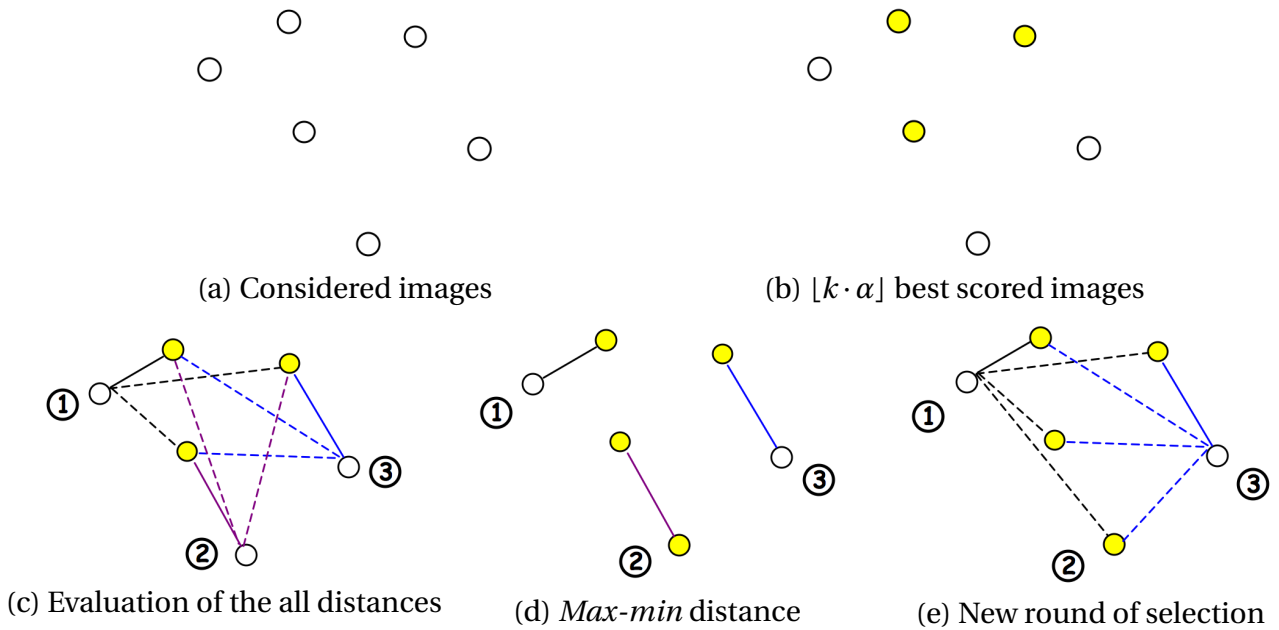 (a) Considered images
(b) ⌊k · α⌋ best scored images
1
2
3
(c) Evaluation of the all distances
1
2
3
(d) Max-min distance
1
2
3
(e) New round of selection